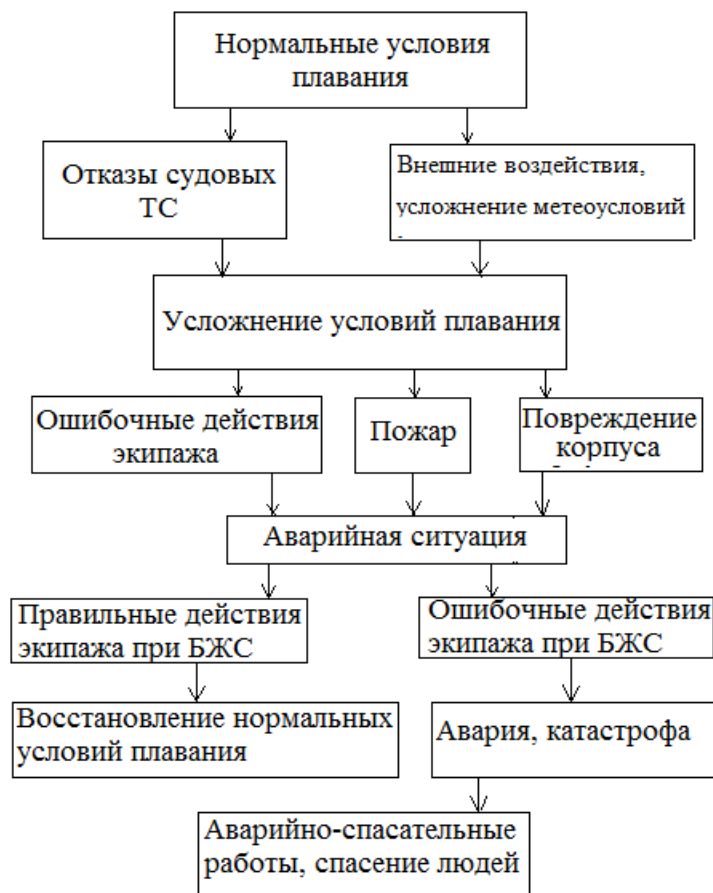 Нормальные условия
плавания
Отказы судовых
ТС
Внешние воздействия,
усложнение метеоусловий
Усложнение условий плавания
Ошибочные действия
экипажа
Пожар
Повреждение
корпуса
Аварийная ситуация
Правильные действия
экипажа при БЖС
Ошибочные действия
экипажа при БЖС
Восстановление нормальных
условий плавания
Авария, катастрофа
Аварийно-спасательные
работы, спасение людей